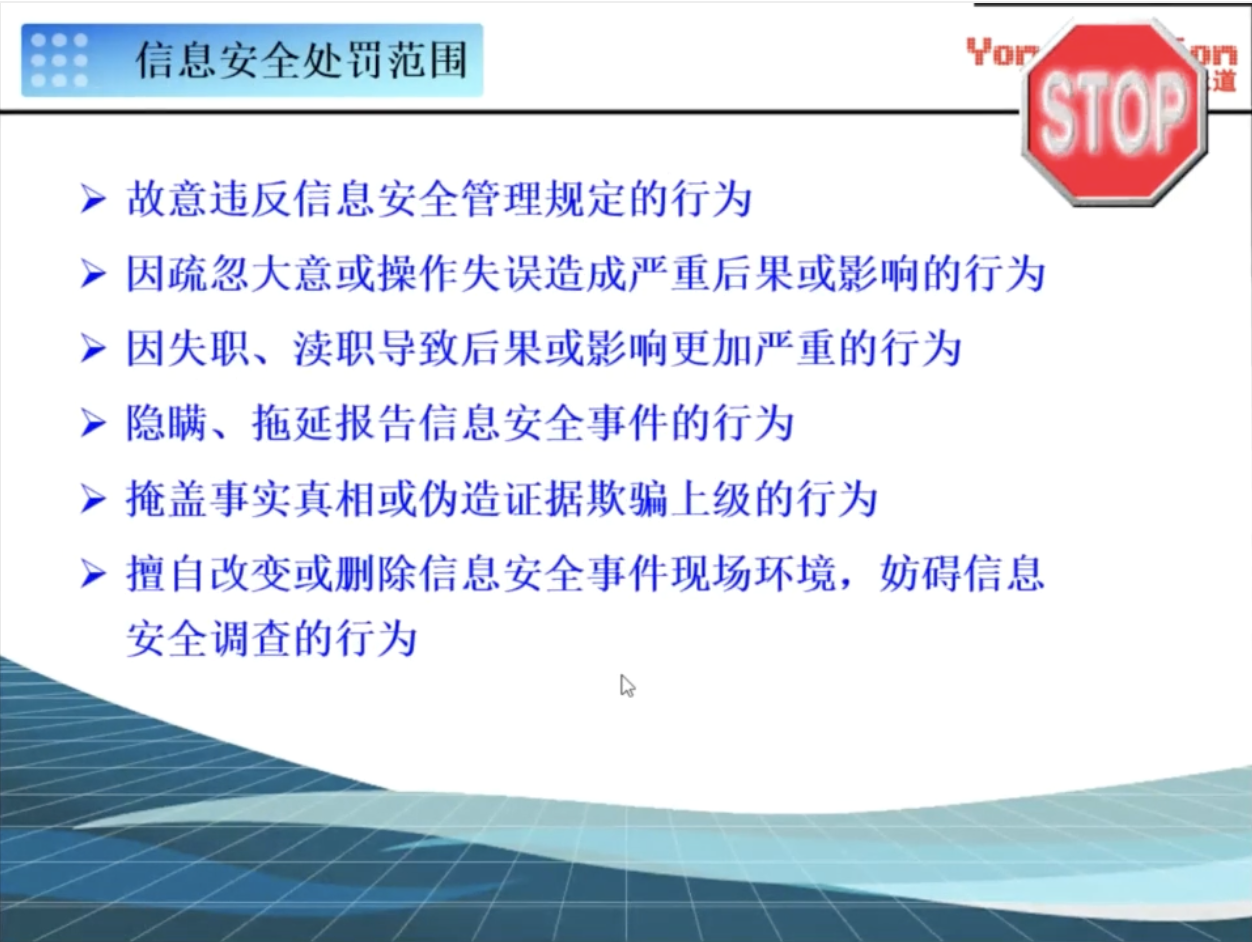 信息安全处罚范围
STOP
道
故意违反信息安全管理规定的行为
因疏忽大意或操作失误造成严重后果或影响的行为
因失职、渎职导致后果或影响更加严重的行为
隐瞒、拖延报告信息安全事件的行为
掩盖事实真相或伪造证据欺骗上级的行为
擅自改变或删除信息安全事件现场环境，妨碍信息
安全调查的行为